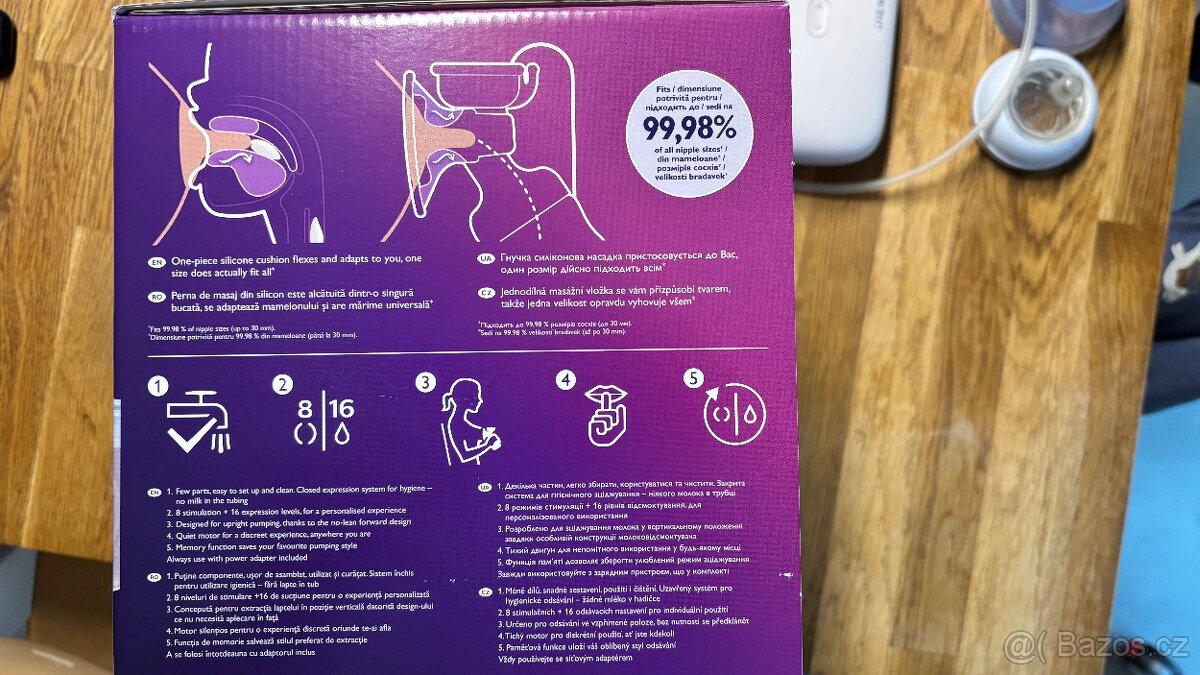 Fits / dimensiune
potrivită pentru /
підходить до / sedí na
99,98%
of all nipple sizes* /
din mameloane* /
розмірів сосків* /
velikosti bradavek*
EN One-piece silicone cushion flexes and adapts to you, one
size does actually fit all*
RO Perna de masaj din silicon este alcătuită dintr-o singură
bucată, se adaptează mamelonului și are mărime universală*
*Fits 99.98 % of nipple sizes (up to 30 mm).
*Dimensiune potrivită pentru 99,98% din mameloane (până la 30 mm).
UA Гнучка силіконова насадка пристосовується до Вас,
один розмір дійсно підходить всім*
CZ Jednodílná masážní vložka se vám přizpůsobí tvarem,
takže jedna velikost opravdu vyhovuje všem*
*Підходить до 99,98 % розмірів сосків (до 30 мм).
*Sedí na 99,98 % velikostí bradavek (až po 30 mm).
1
2
8 16
3
4
5
EN 1. Few parts, easy to set up and clean. Closed expression system for hygiene –
no milk in the tubing
2. 8 stimulation + 16 expression levels, for a personalised experience
3. Designed for upright pumping, thanks to the no-lean forward design
4. Quiet motor for a discreet experience, anywhere you are
5. Memory function saves your favourite pumping style
Always use with power adapter included
RO 1. Puține componente, ușor de asamblat, utilizat și curățat. Sistem închis
pentru utilizare igienică – fără lapte în tub
2. 8 niveluri de stimulare +16 de sucțiune pentru o experiență personalizată
3. Concepută pentru extracția laptelui în poziție verticală datorită design-ului
ce nu necesită aplecare în față
4. Motor silențios pentru o experiență discretă oriunde te-ai afla
5. Funcția de memorie salvează stilul preferat de extracție
A se folosi întotdeauna cu adaptorul inclus
UA 1. Декілька частин, легко збирати, користуватися та чистити. Закрита
система для гігієнічного зціджування – ніякого молока в трубці
2. 8 режимів стимуляції + 16 рівнів відсмоктування, для
персоналізованого використання
3. Розроблено для зціджування молока у вертикальному положенні
завдяки особливій конструкції молоковідсмоктувача
4. Тихий двигун для непомітного використання у будь-якому місці
5. Функція пам'яті дозволяє зберегти улюблений режим зціджування
Завжди використовуйте з зарядним пристроєм, що у комплекті
CZ 1. Méně dílů, snadné sestavení, použití i čištění. Uzavřený systém pro
hygienické odsávání – žádné mléko v hadičce
2. 8 stimulačních + 16 odsávacích nastavení pro individuální použití
3. Určeno pro odsávání ve vzpřímené poloze, bez nutnosti se předklánět
4. Tichý motor pro diskrétní použití, ať jste kdekoli
5. Paměťová funkce uloží váš oblíbený styl odsávání
Vždy používejte se síťovým adaptérem
@( Bazos.cz